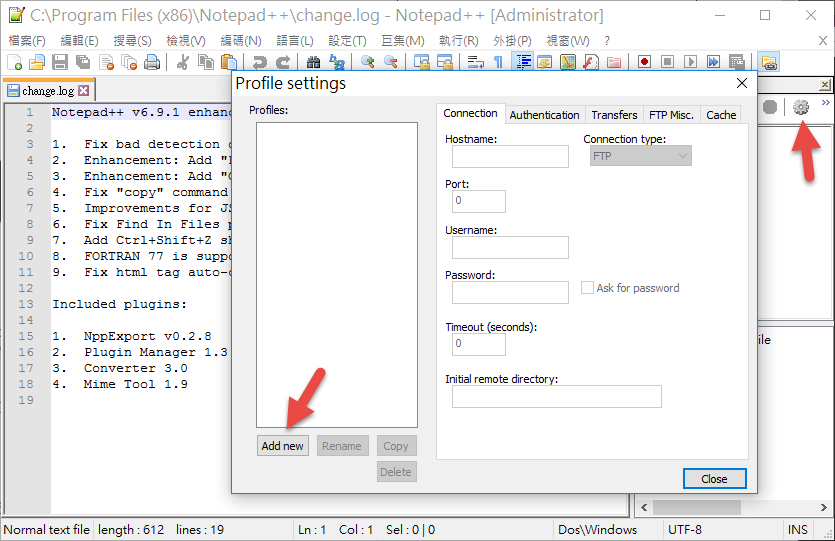 C:\Program Files (x86)\Notepad++\change.log - Notepad++ [Administrator]
檔案(F) 編輯(E) 搜尋(S) 檢視(V) 編碼(N) 語言(L) 設定(T) 巨集(M) 執行(R) 外掛(P) 視窗(W) ?
change.log
Profile settings
Profiles:
Connection Authentication Transfers FTP Misc. Cache
Hostname: Connection type:
FTP
Port:
0
Username:
Password:
Ask for password
Timeout (seconds):
0
Initial remote directory:
Add new Rename Copy
Delete
Close
1 Notepad++ v6.9.1 enhanc
2
3 1. Fix bad detection
4 2. Enhancement: Add
5 3. Enhancement: Add
6 4. Fix "copy" command
7 5. Improvements for JS
8 6. Fix Find In Files
9 7. Add Ctrl+Shift+Z sh
10 8. FORTRAN 77 is suppo
11 9. Fix html tag auto-c
12
13 Included plugins:
14
15 1. NppExport v0.2.8
16 2. Plugin Manager 1.3
17 3. Converter 3.0
18 4. Mime Tool 1.9
19
ile
Normal text file length : 612 lines : 19 Ln : 1 Col : 1 Sel : 0 | 0 Dos\Windows UTF-8 INS